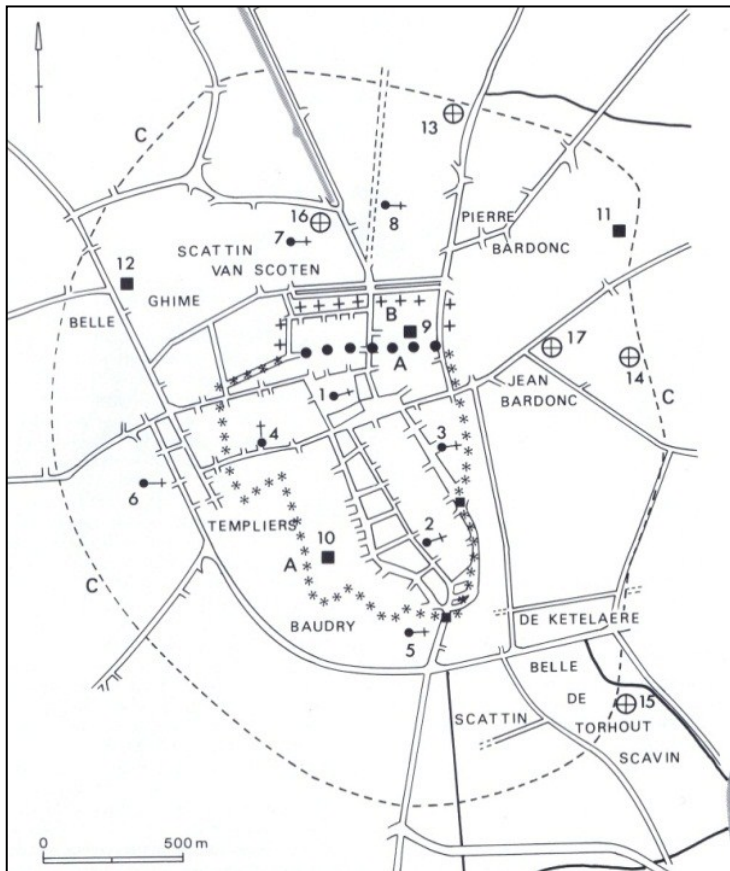 C
13
16
8
7
PIERRE
11
BARDONC
SCATTIN
VAN SCOTEN
12
GHIME
BELLE
B
9
A
17
14
1
JEAN
BARDONC
C
4
3
6
TEMPLIERS
2
10
A
C
BAUDRY
5
DE KETELAERE
BELLE
DE
15
SCATTIN
TORHOUT
SCAVIN
0 500 m